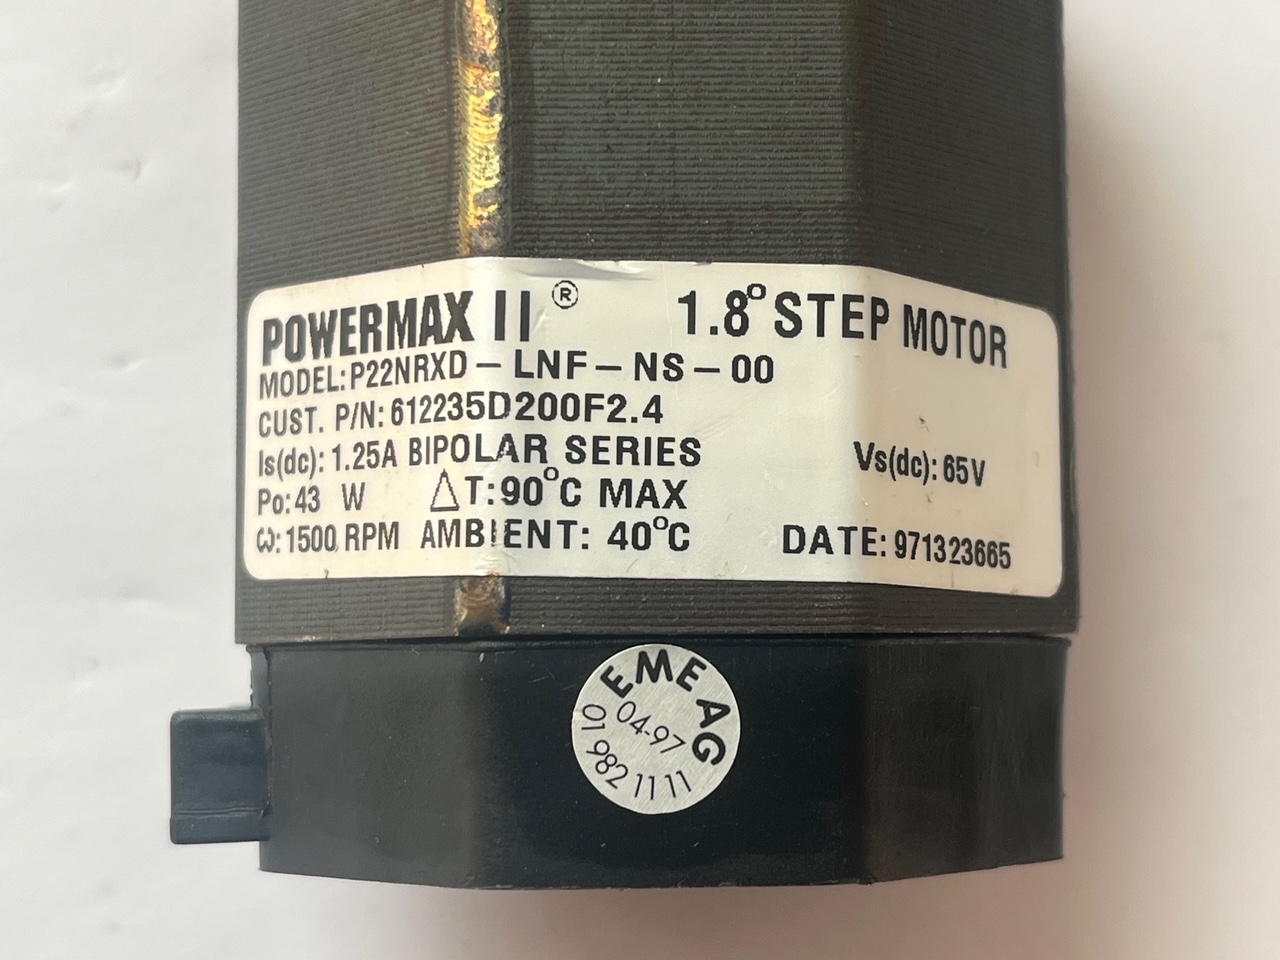 POWERMAX II ® 1.8° STEP MOTOR
MODEL: P22NRXD - LNF - NS - 00
CUST. P/N: 612235D200F2.4
Is(dc): 1.25A BIPOLAR SERIES Vs(dc): 65V
Po: 43 W △T: 90°C MAX
ω: 1500 RPM AMBIENT: 40°C DATE: 971323665
EME AG
04-97
01 982 11 11